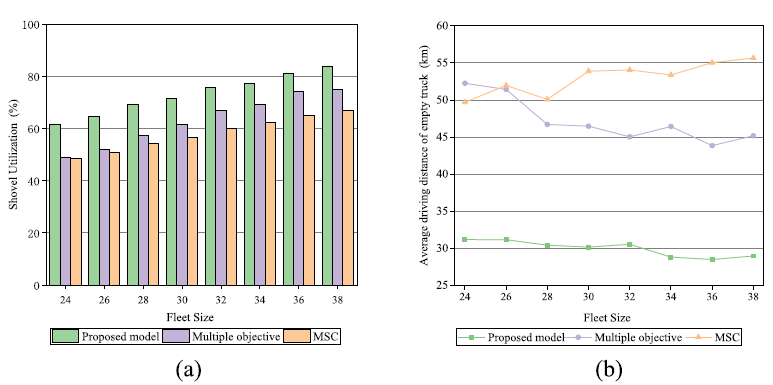 100
80
60
40
20
0
Shovel Utilization (%)
24 26 28 30 32 34 36 38
Fleet Size
Proposed model Multiple objective MSC
(a)
60
55
50
45
40
35
30
25
Average driving distance of empty truck (km)
24 26 28 30 32 34 36 38
Fleet Size
Proposed model Multiple objective MSC
(b)